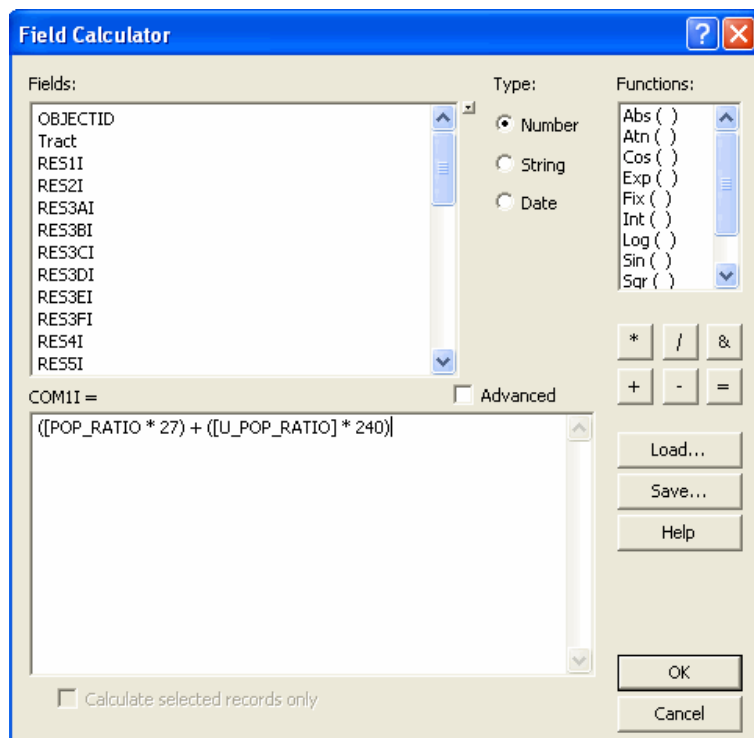 Field Calculator
Fields:
Type:
Functions:
OBJECTID
Tract
RES1I
RES2I
RES3AI
RES3BI
RES3CI
RES3DI
RES3EI
RES3FI
RES4I
RES5I
Number
String
Date
Abs ( )
Atn ( )
Cos ( )
Exp ( )
Fix ( )
Int ( )
Log ( )
Sin ( )
Sqr ( )
* / &
+ - =
COM1I =
Advanced
([POP_RATIO * 27) + ([U_POP_RATIO] * 240)
Load...
Save...
Help
OK
Cancel
Calculate selected records only